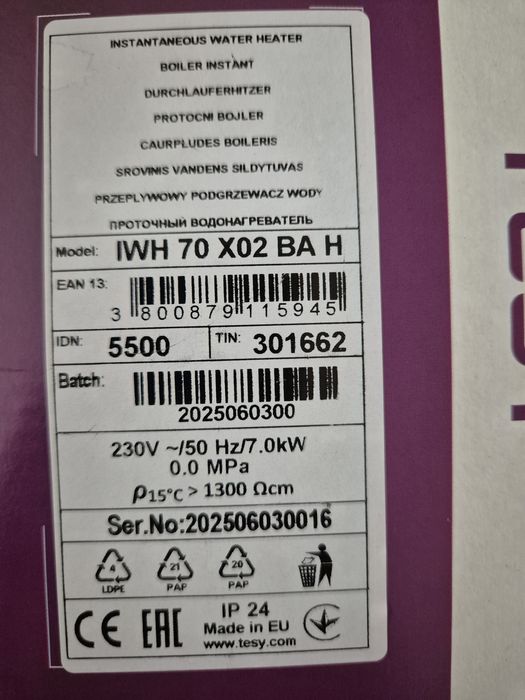 INSTANTANEOUS WATER HEATER
BOILER INSTANT
DURCHLAUFERHITZER
PROTOCNI BOJLER
CAURPLUDES BOILERIS
SROVINIS VANDENS SILDYTUVAS
PRZEPLYWOWY PODGRZEWACZ WODY
ПРОТОЧНЫЙ ВОДОНАГРЕВАТЕЛЬ
Model: IWH 70 X02 BA H
EAN 13:
3 800879 115945
IDN: 5500 TIN: 301662
Batch:
2025060300
230V ~/50 Hz/7.0kW
0.0 MPa
ρ15°C > 1300 Ωcm
Ser.No:202506030016
4 21 20
LDPE PAP PAP
CE EAC IP 24
Made in EU
www.tesy.com